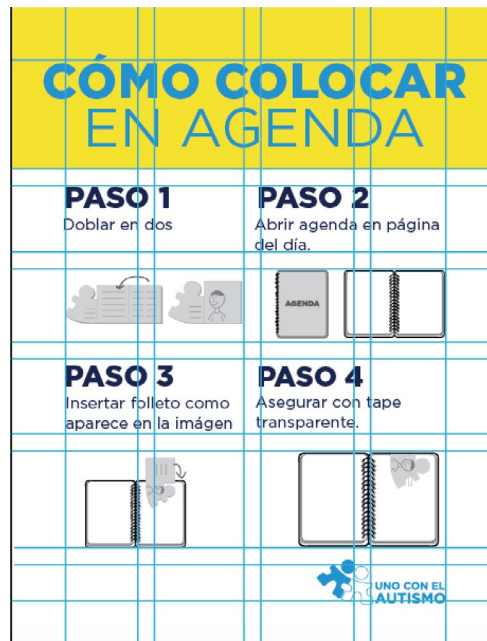 CÓMO COLOCAR
EN AGENDA
PASO 1
Doblar en dos
PASO 2
Abrir agenda en página
del día.
AGENDA
PASO 3
Insertar folleto como
aparece en la imágen
PASO 4
Asegurar con tape
transparente.
UNO CON EL
AUTISMO